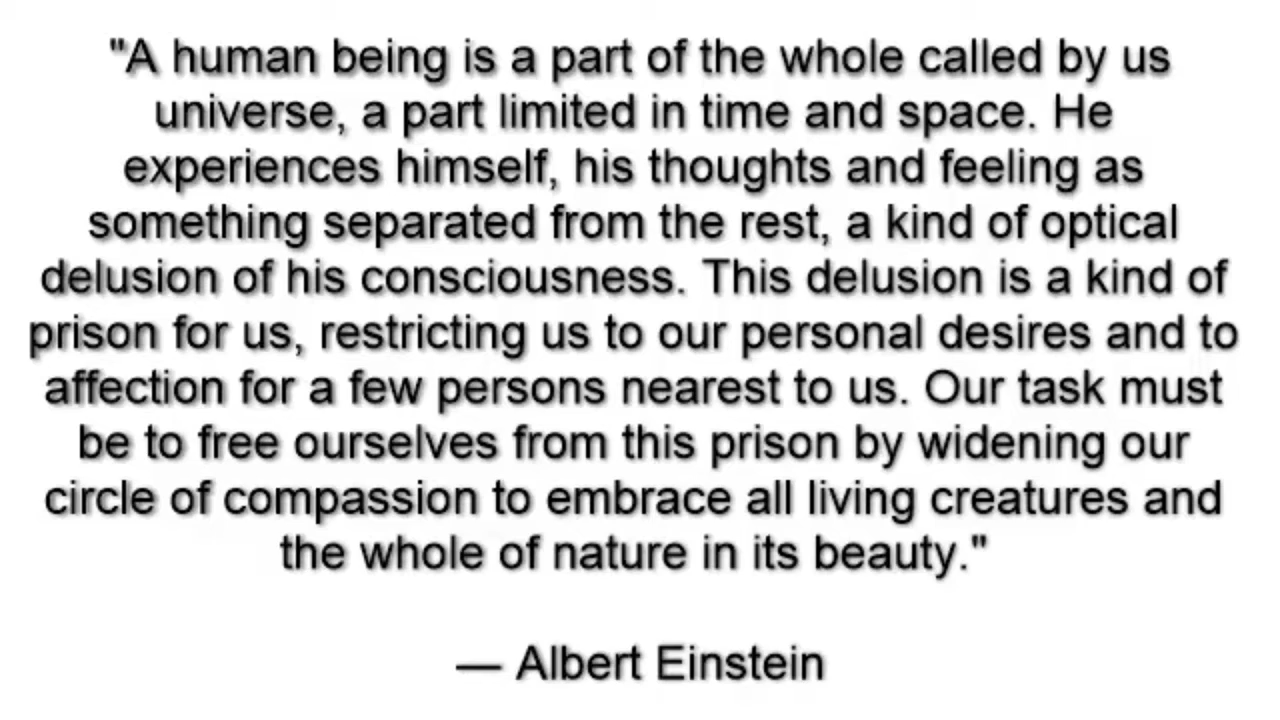 "A human being is a part of the whole called by us
universe, a part limited in time and space. He
experiences himself, his thoughts and feeling as
something separated from the rest, a kind of optical
delusion of his consciousness. This delusion is a kind of
prison for us, restricting us to our personal desires and to
affection for a few persons nearest to us. Our task must
be to free ourselves from this prison by widening our
circle of compassion to embrace all living creatures and
the whole of nature in its beauty."
— Albert Einstein